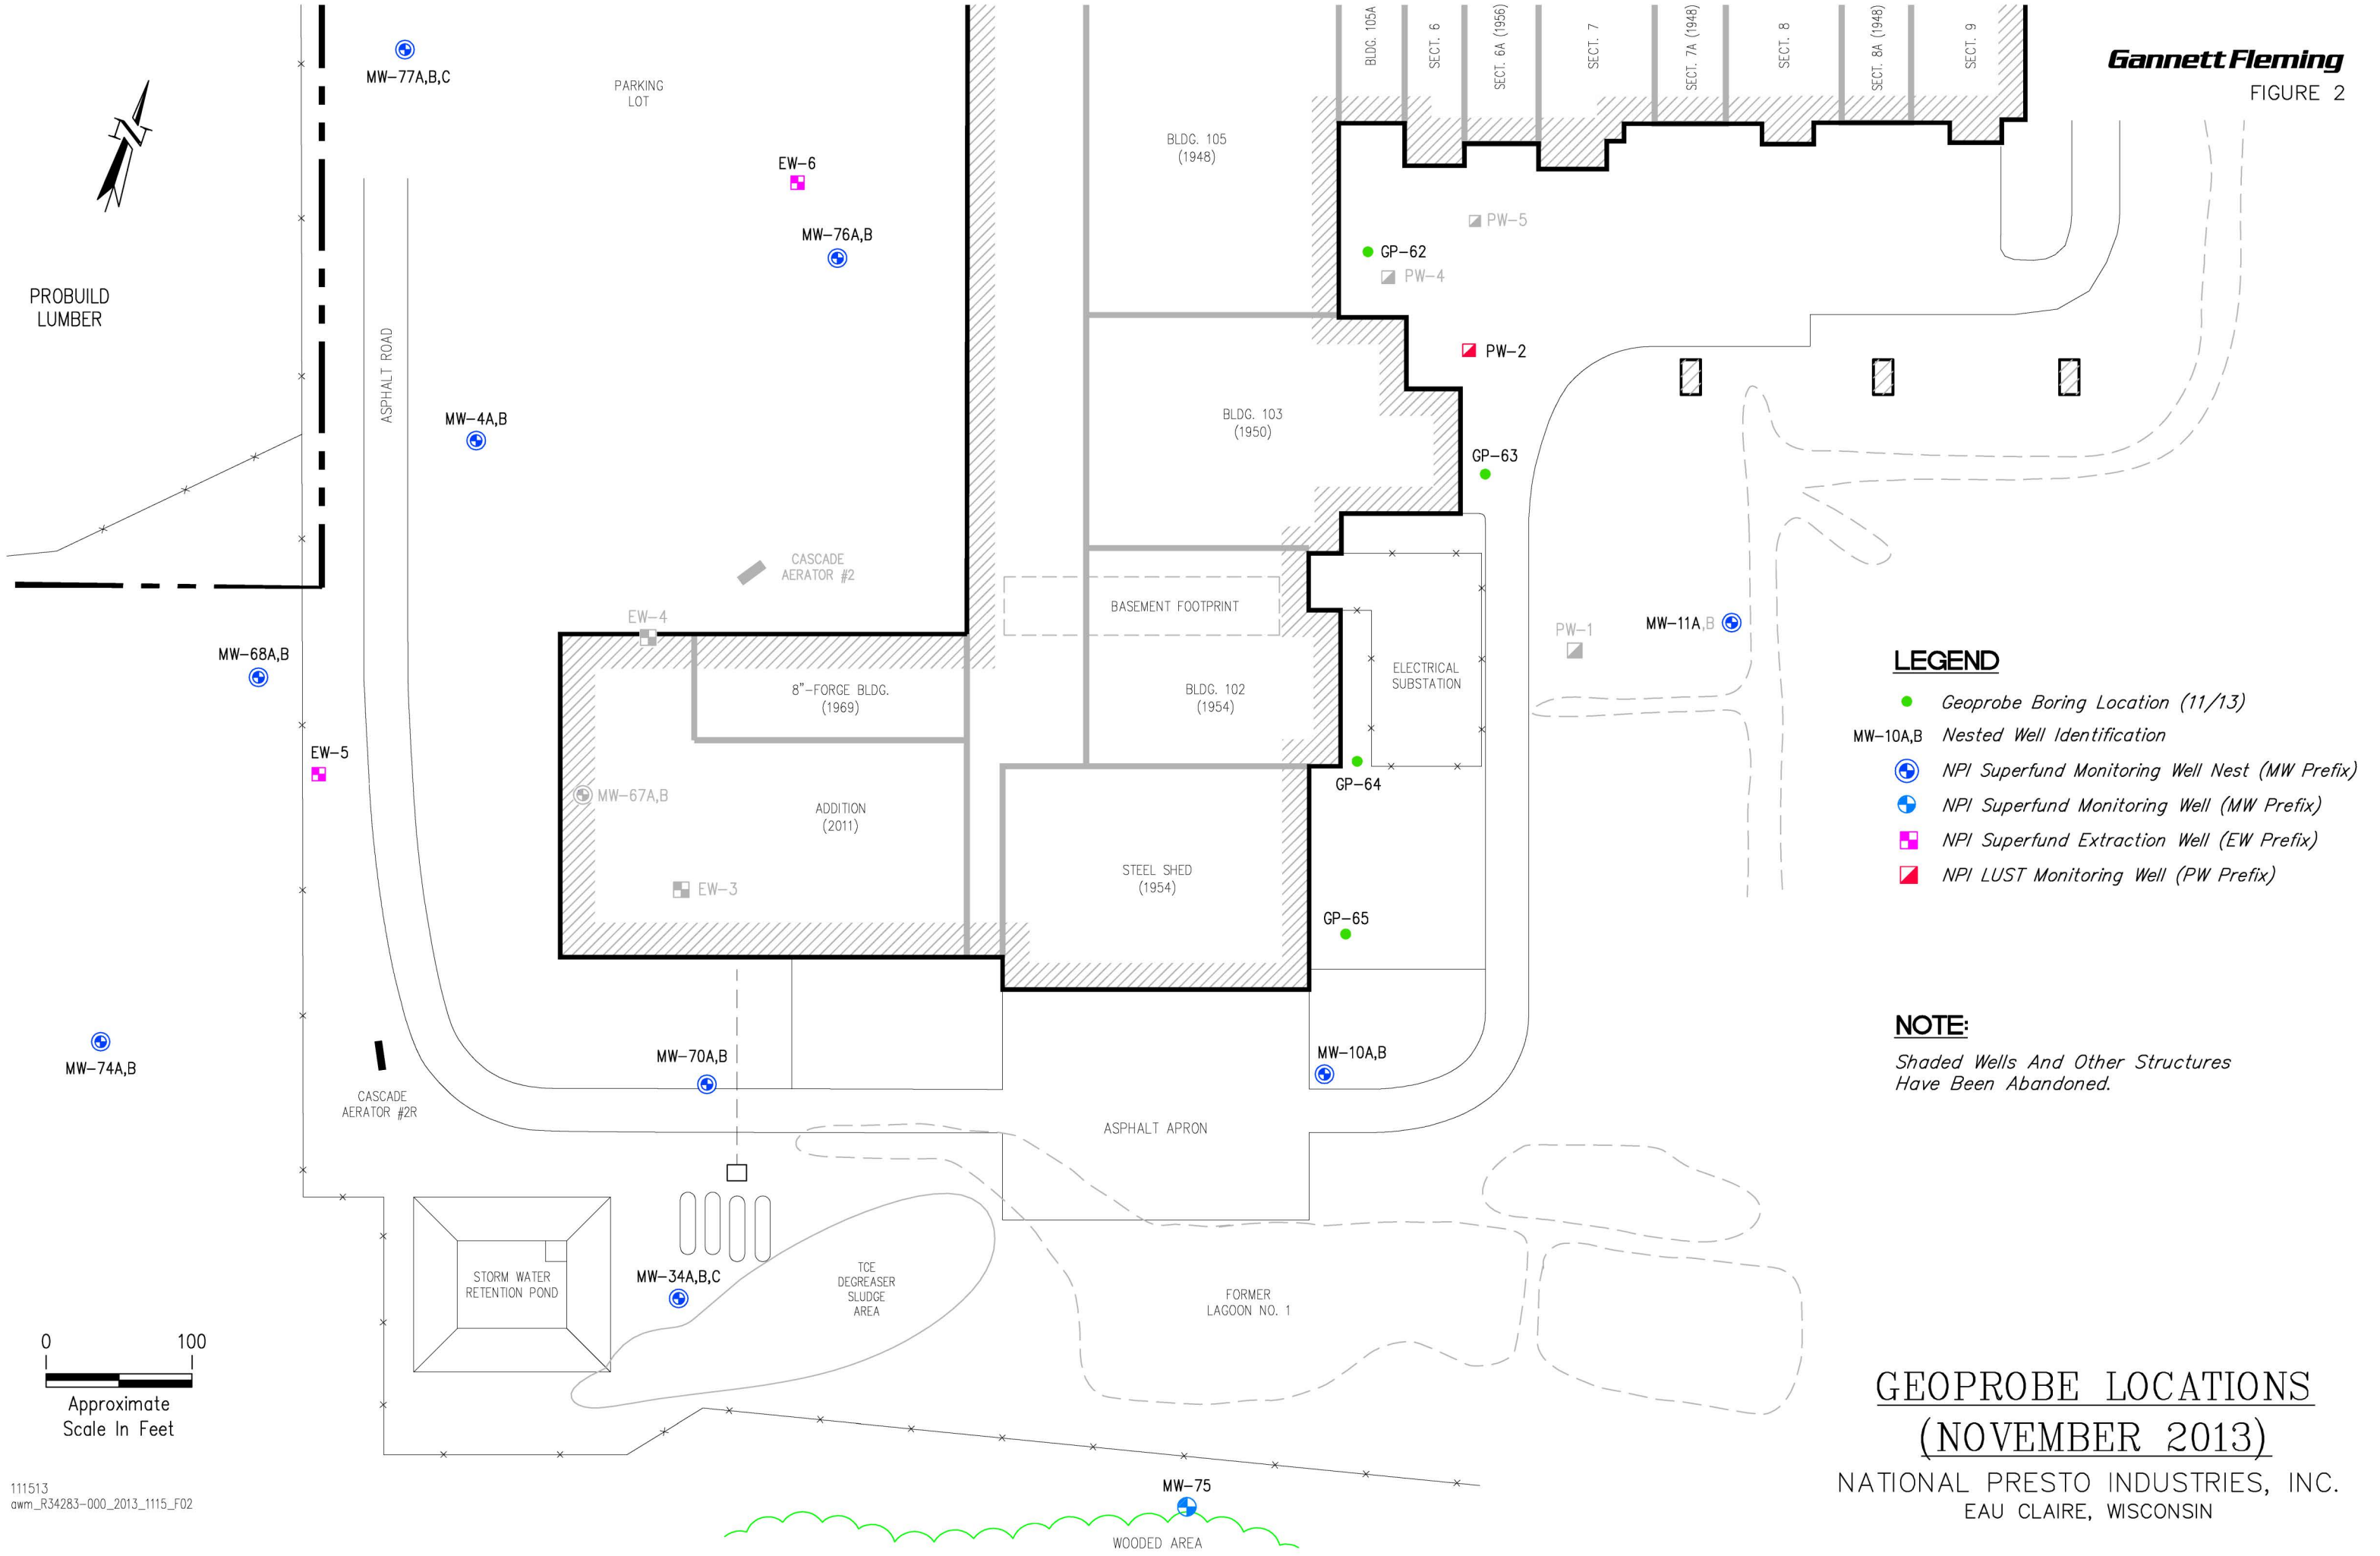 Gannett Fleming
FIGURE 2
BLDG. 105A
SECT. 6
SECT. 6A (1956)
SECT. 7
SECT. 7A (1948)
SECT. 8
SECT. 8A (1948)
SECT. 9
MW-77A,B,C
PARKING
LOT
N
EW-6
MW-76A,B
BLDG. 105
(1948)
PW-5
GP-62
PW-4
PROBUILD
LUMBER
ASPHALT ROAD
PW-2
MW-4A,B
BLDG. 103
(1950)
GP-63
CASCADE
AERATOR #2
BASEMENT FOOTPRINT
EW-4
MW-68A,B
8"-FORGE BLDG.
(1969)
BLDG. 102
(1954)
ELECTRICAL
SUBSTATION
PW-1
MW-11A,B
EW-5
MW-67A,B
ADDITION
(2011)
GP-64
EW-3
STEEL SHED
(1954)
GP-65
LEGEND
Geoprobe Boring Location (11/13)
MW-10A,B Nested Well Identification
NPI Superfund Monitoring Well Nest (MW Prefix)
NPI Superfund Monitoring Well (MW Prefix)
NPI Superfund Extraction Well (EW Prefix)
NPI LUST Monitoring Well (PW Prefix)
NOTE:
Shaded Wells And Other Structures
Have Been Abandoned.
MW-74A,B
CASCADE
AERATOR #2R
MW-70A,B
MW-10A,B
ASPHALT APRON
STORM WATER
RETENTION POND
MW-34A,B,C
TCE
DEGREASER
SLUDGE
AREA
FORMER
LAGOON NO. 1
0 100
Approximate
Scale In Feet
MW-75
WOODED AREA
111513
awm_R34283-000_2013_1115_F02
GEOPROBE LOCATIONS
(NOVEMBER 2013)
NATIONAL PRESTO INDUSTRIES, INC.
EAU CLAIRE, WISCONSIN